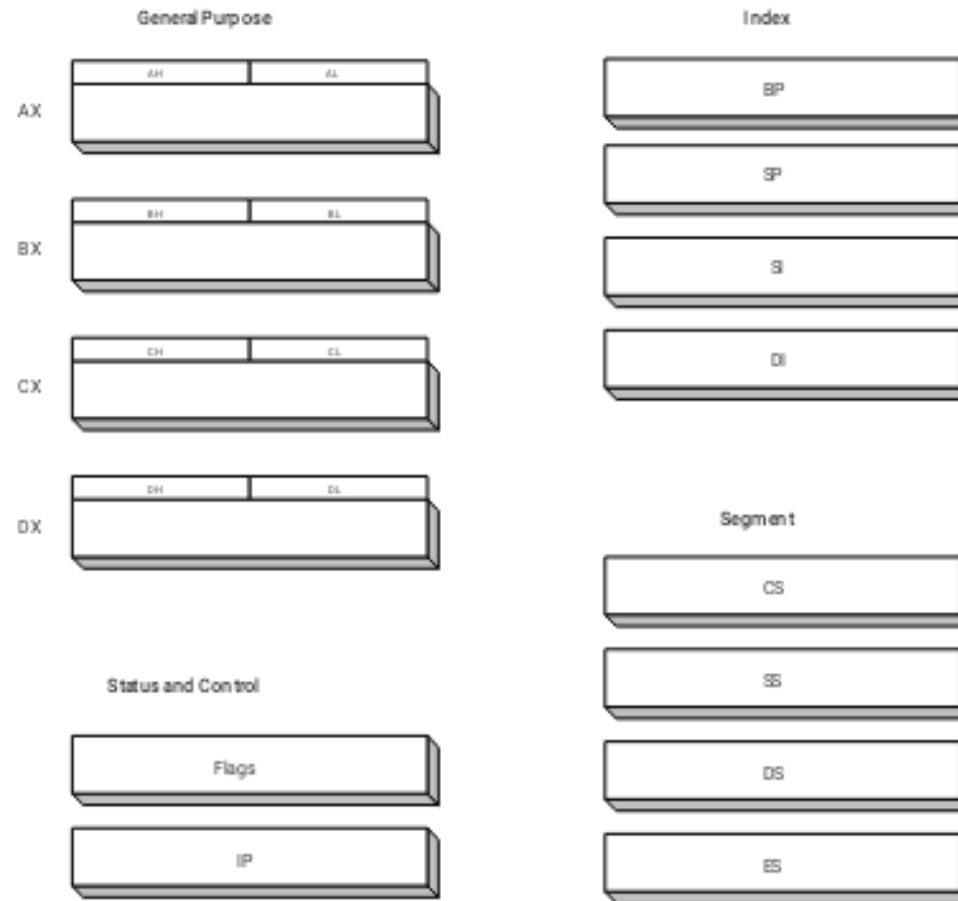 General Purpose
AH AL
AX
BH BL
BX
CH CL
CX
DH DL
DX
Status and Control
Flags
IP
Index
BP
SP
SI
DI
Segment
CS
SS
DS
ES